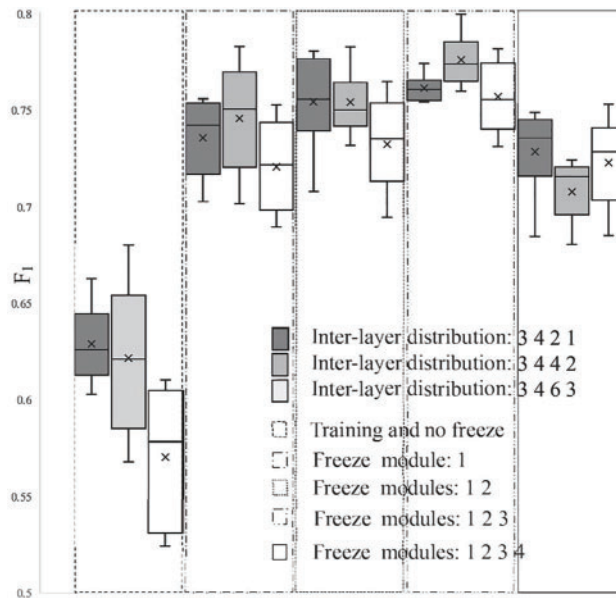 0.8
0.75
0.7
0.65
0.6
0.55
0.5
F1
Inter-layer distribution: 3 4 2 1
Inter-layer distribution: 3 4 4 2
Inter-layer distribution: 3 4 6 3
Training and no freeze
Freeze module: 1
Freeze modules: 1 2
Freeze modules: 1 2 3
Freeze modules: 1 2 3 4